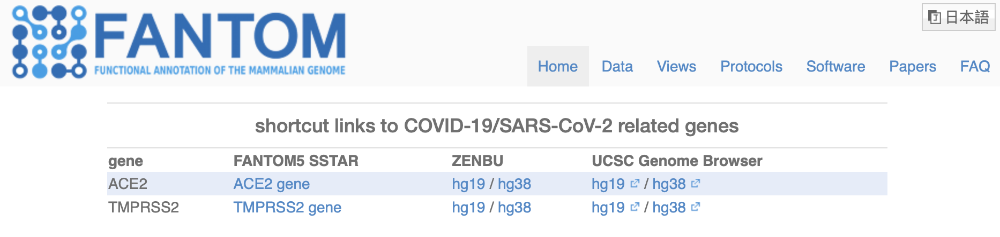 FANTOM
FUNCTIONAL ANNOTATION OF THE MAMMALIAN GENOME
日本語
Home Data Views Protocols Software Papers FAQ
shortcut links to COVID-19/SARS-CoV-2 related genes
gene FANTOM5 SSTAR ZENBU UCSC Genome Browser
ACE2 ACE2 gene hg19 / hg38 hg19 / hg38
TMPRSS2 TMPRSS2 gene hg19 / hg38 hg19 / hg38